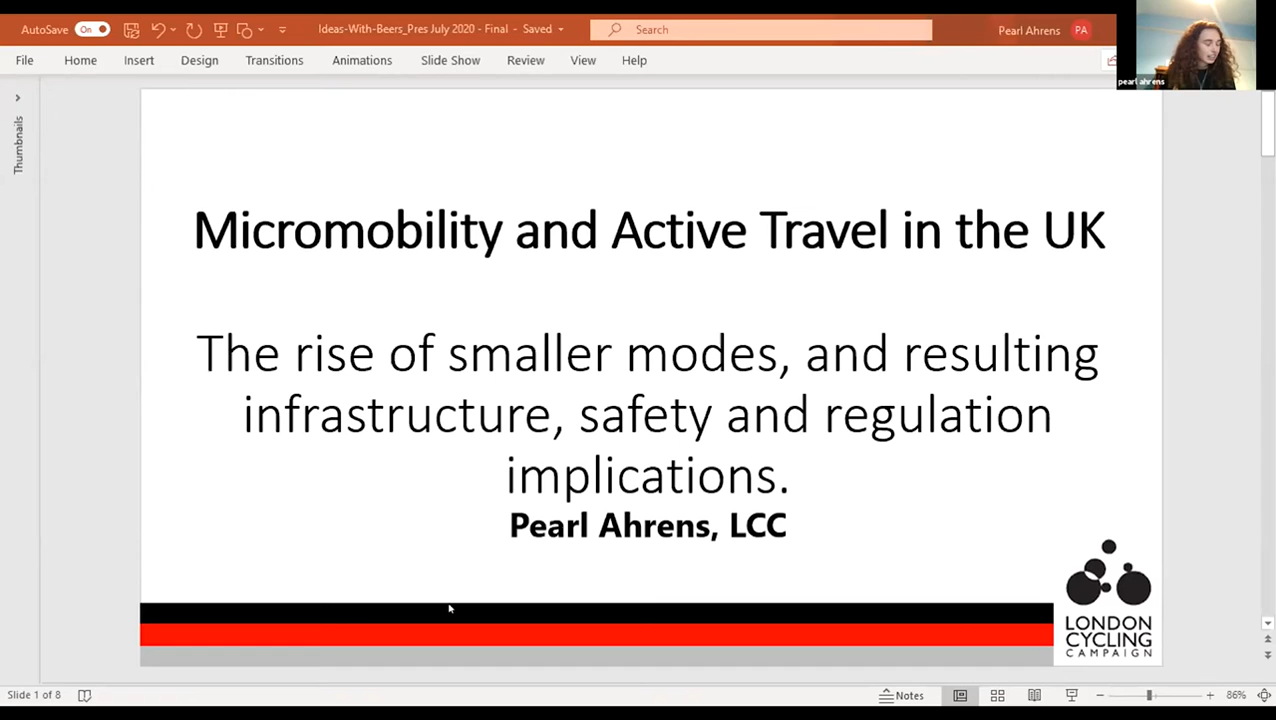 AutoSave On Ideas-With-Beers_Pres July 2020 - Final - Saved Search Pearl Ahrens PA
pearl ahrens
File Home Insert Design Transitions Animations Slide Show Review View Help
Thumbnails
Micromobility and Active Travel in the UK
The rise of smaller modes, and resulting
infrastructure, safety and regulation
implications.
Pearl Ahrens, LCC
LONDON
CYCLING
CAMPAIGN
Slide 1 of 8 Notes 86%